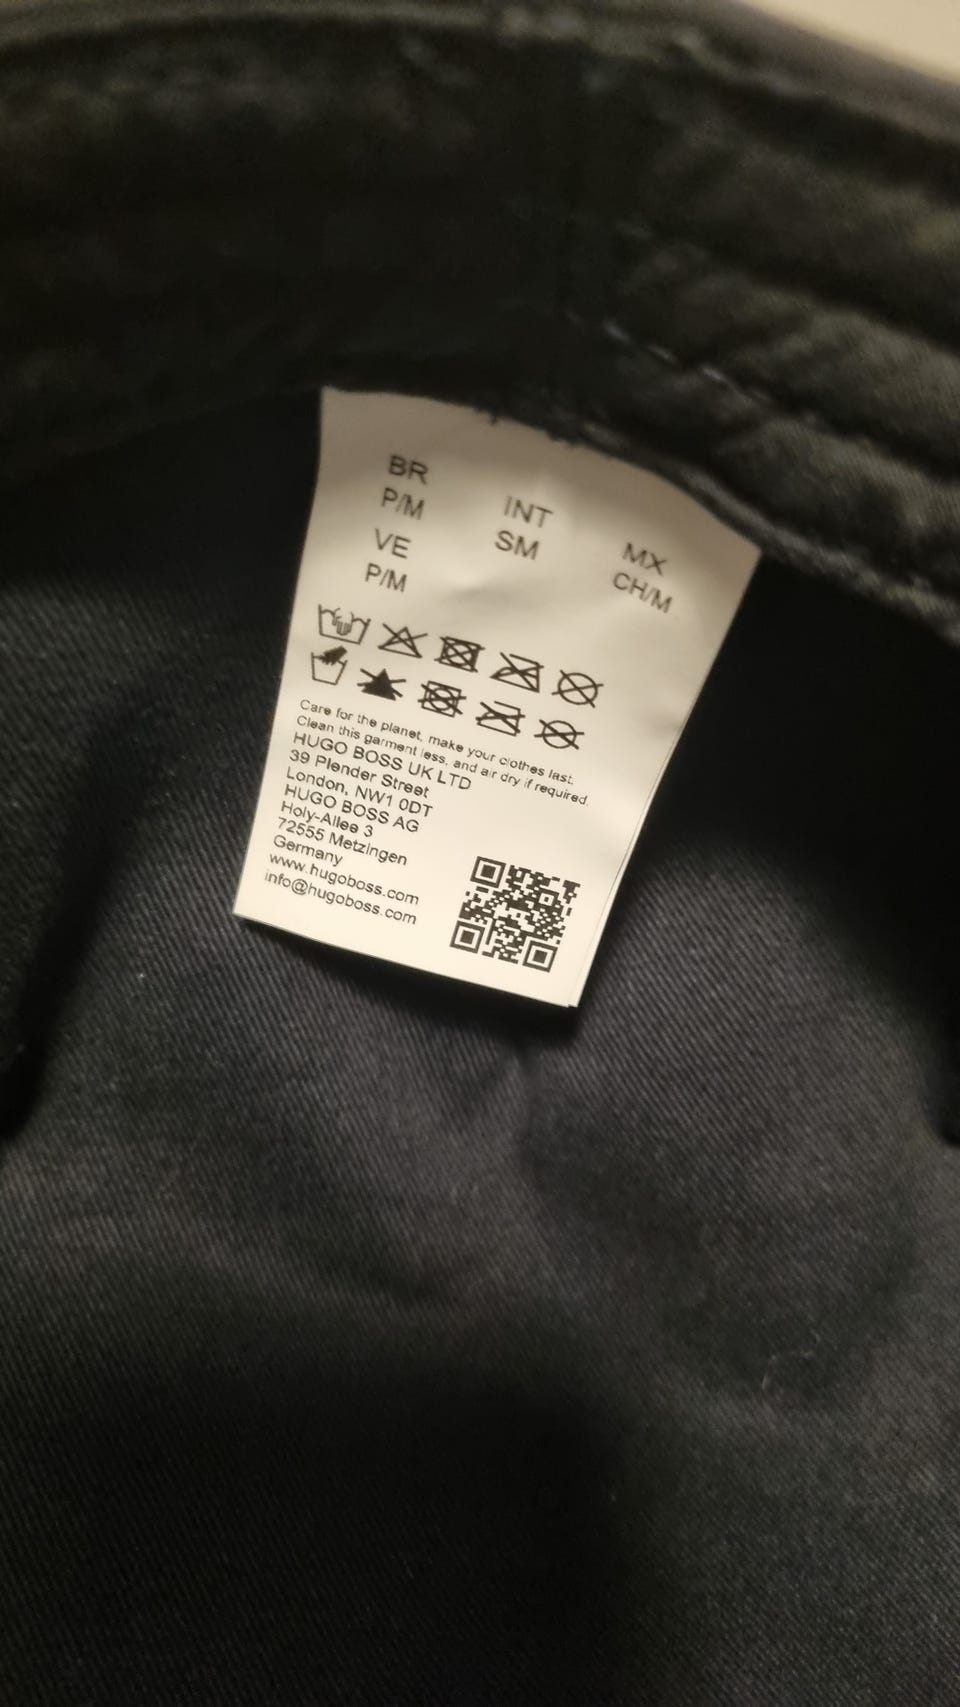 BR
P/M
INT
SM
MX
CH/M
VE
P/M
Care for the planet, make your clothes last.
Clean this garment less, and air dry if required.
HUGO BOSS UK LTD
39 Plender Street
London, NW1 0DT
HUGO BOSS AG
Holy-Allee 3
72555 Metzingen
Germany
www.hugoboss.com
info@hugoboss.com